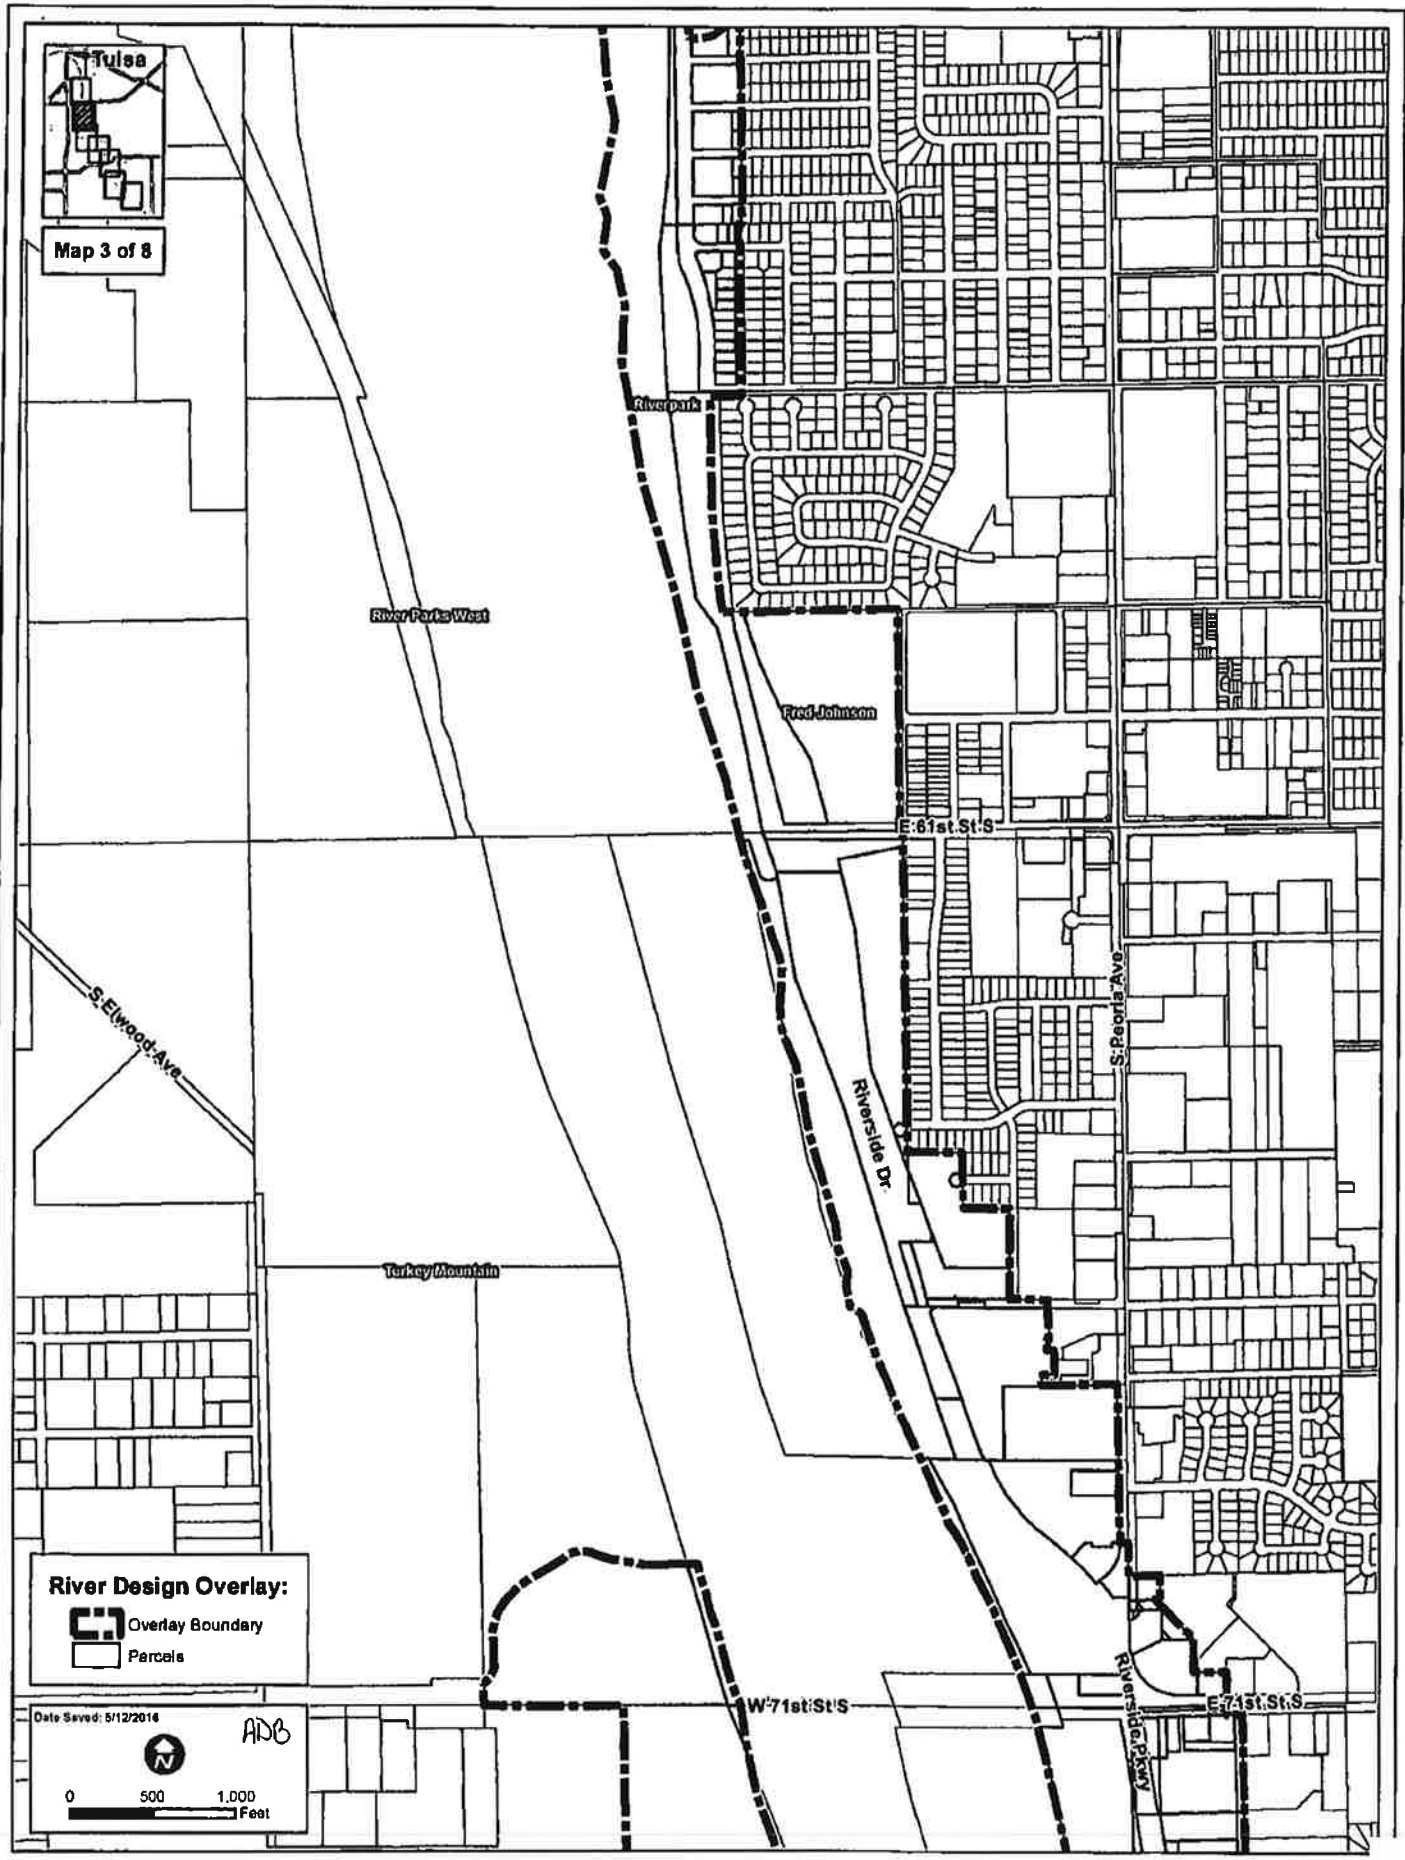 Tulsa
Map 3 of 8
Riverpark
River Parks West
Fred Johnson
E 61st St S
S Elwood Ave
S Peoria Ave
Riverside Dr
Turkey Mountain
River Design Overlay:
Overlay Boundary
Parcels
W 71st St S
Riverside Pkwy
E 71st St S
Date Saved: 5/12/2016
ADB
N
0 500 1,000
Feet